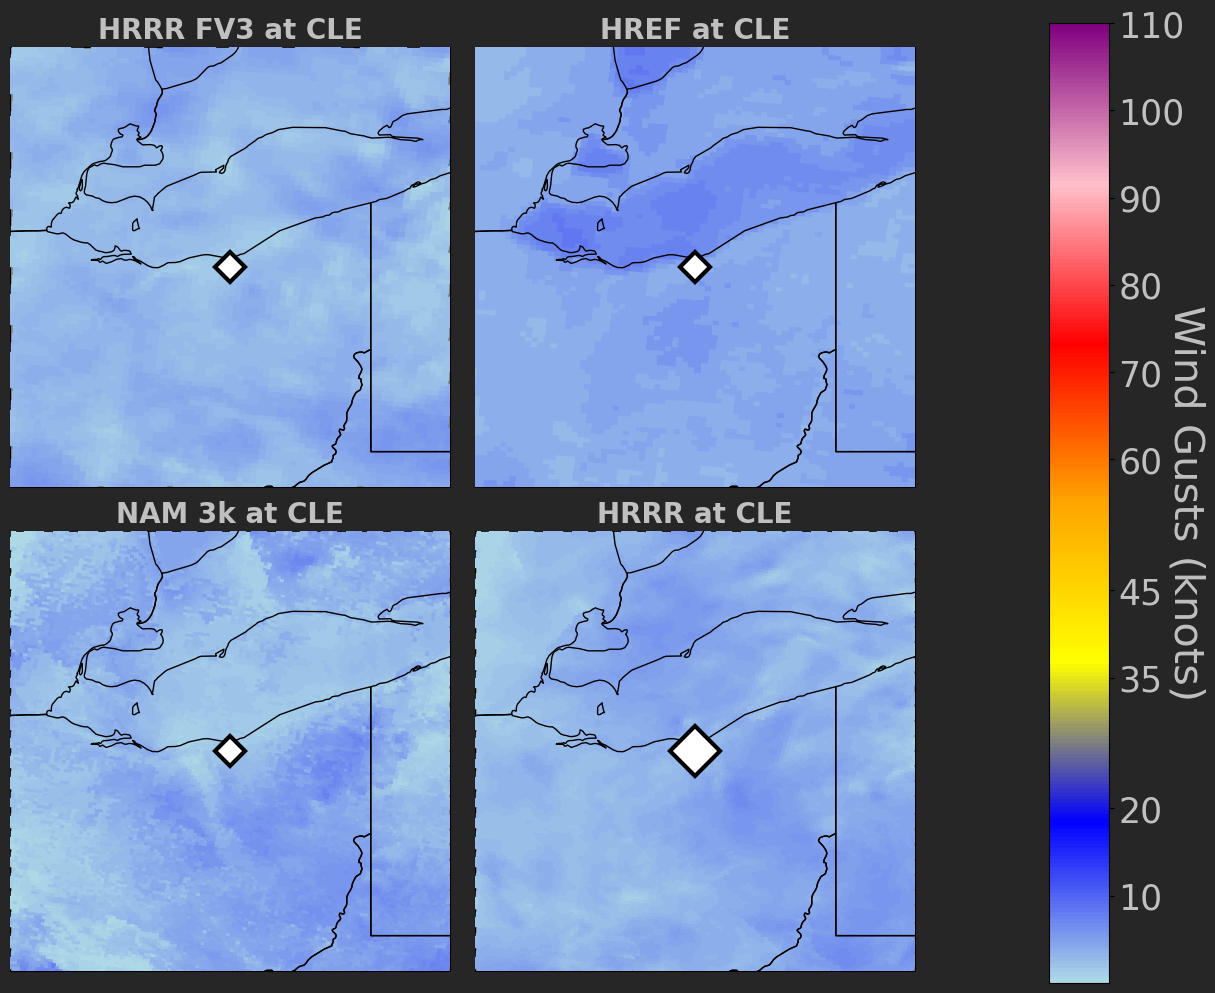 HRRR FV3 at CLE
HREF at CLE
NAM 3k at CLE
HRRR at CLE
110
100
90
80
70
60
45
35
20
10
Wind Gusts (knots)